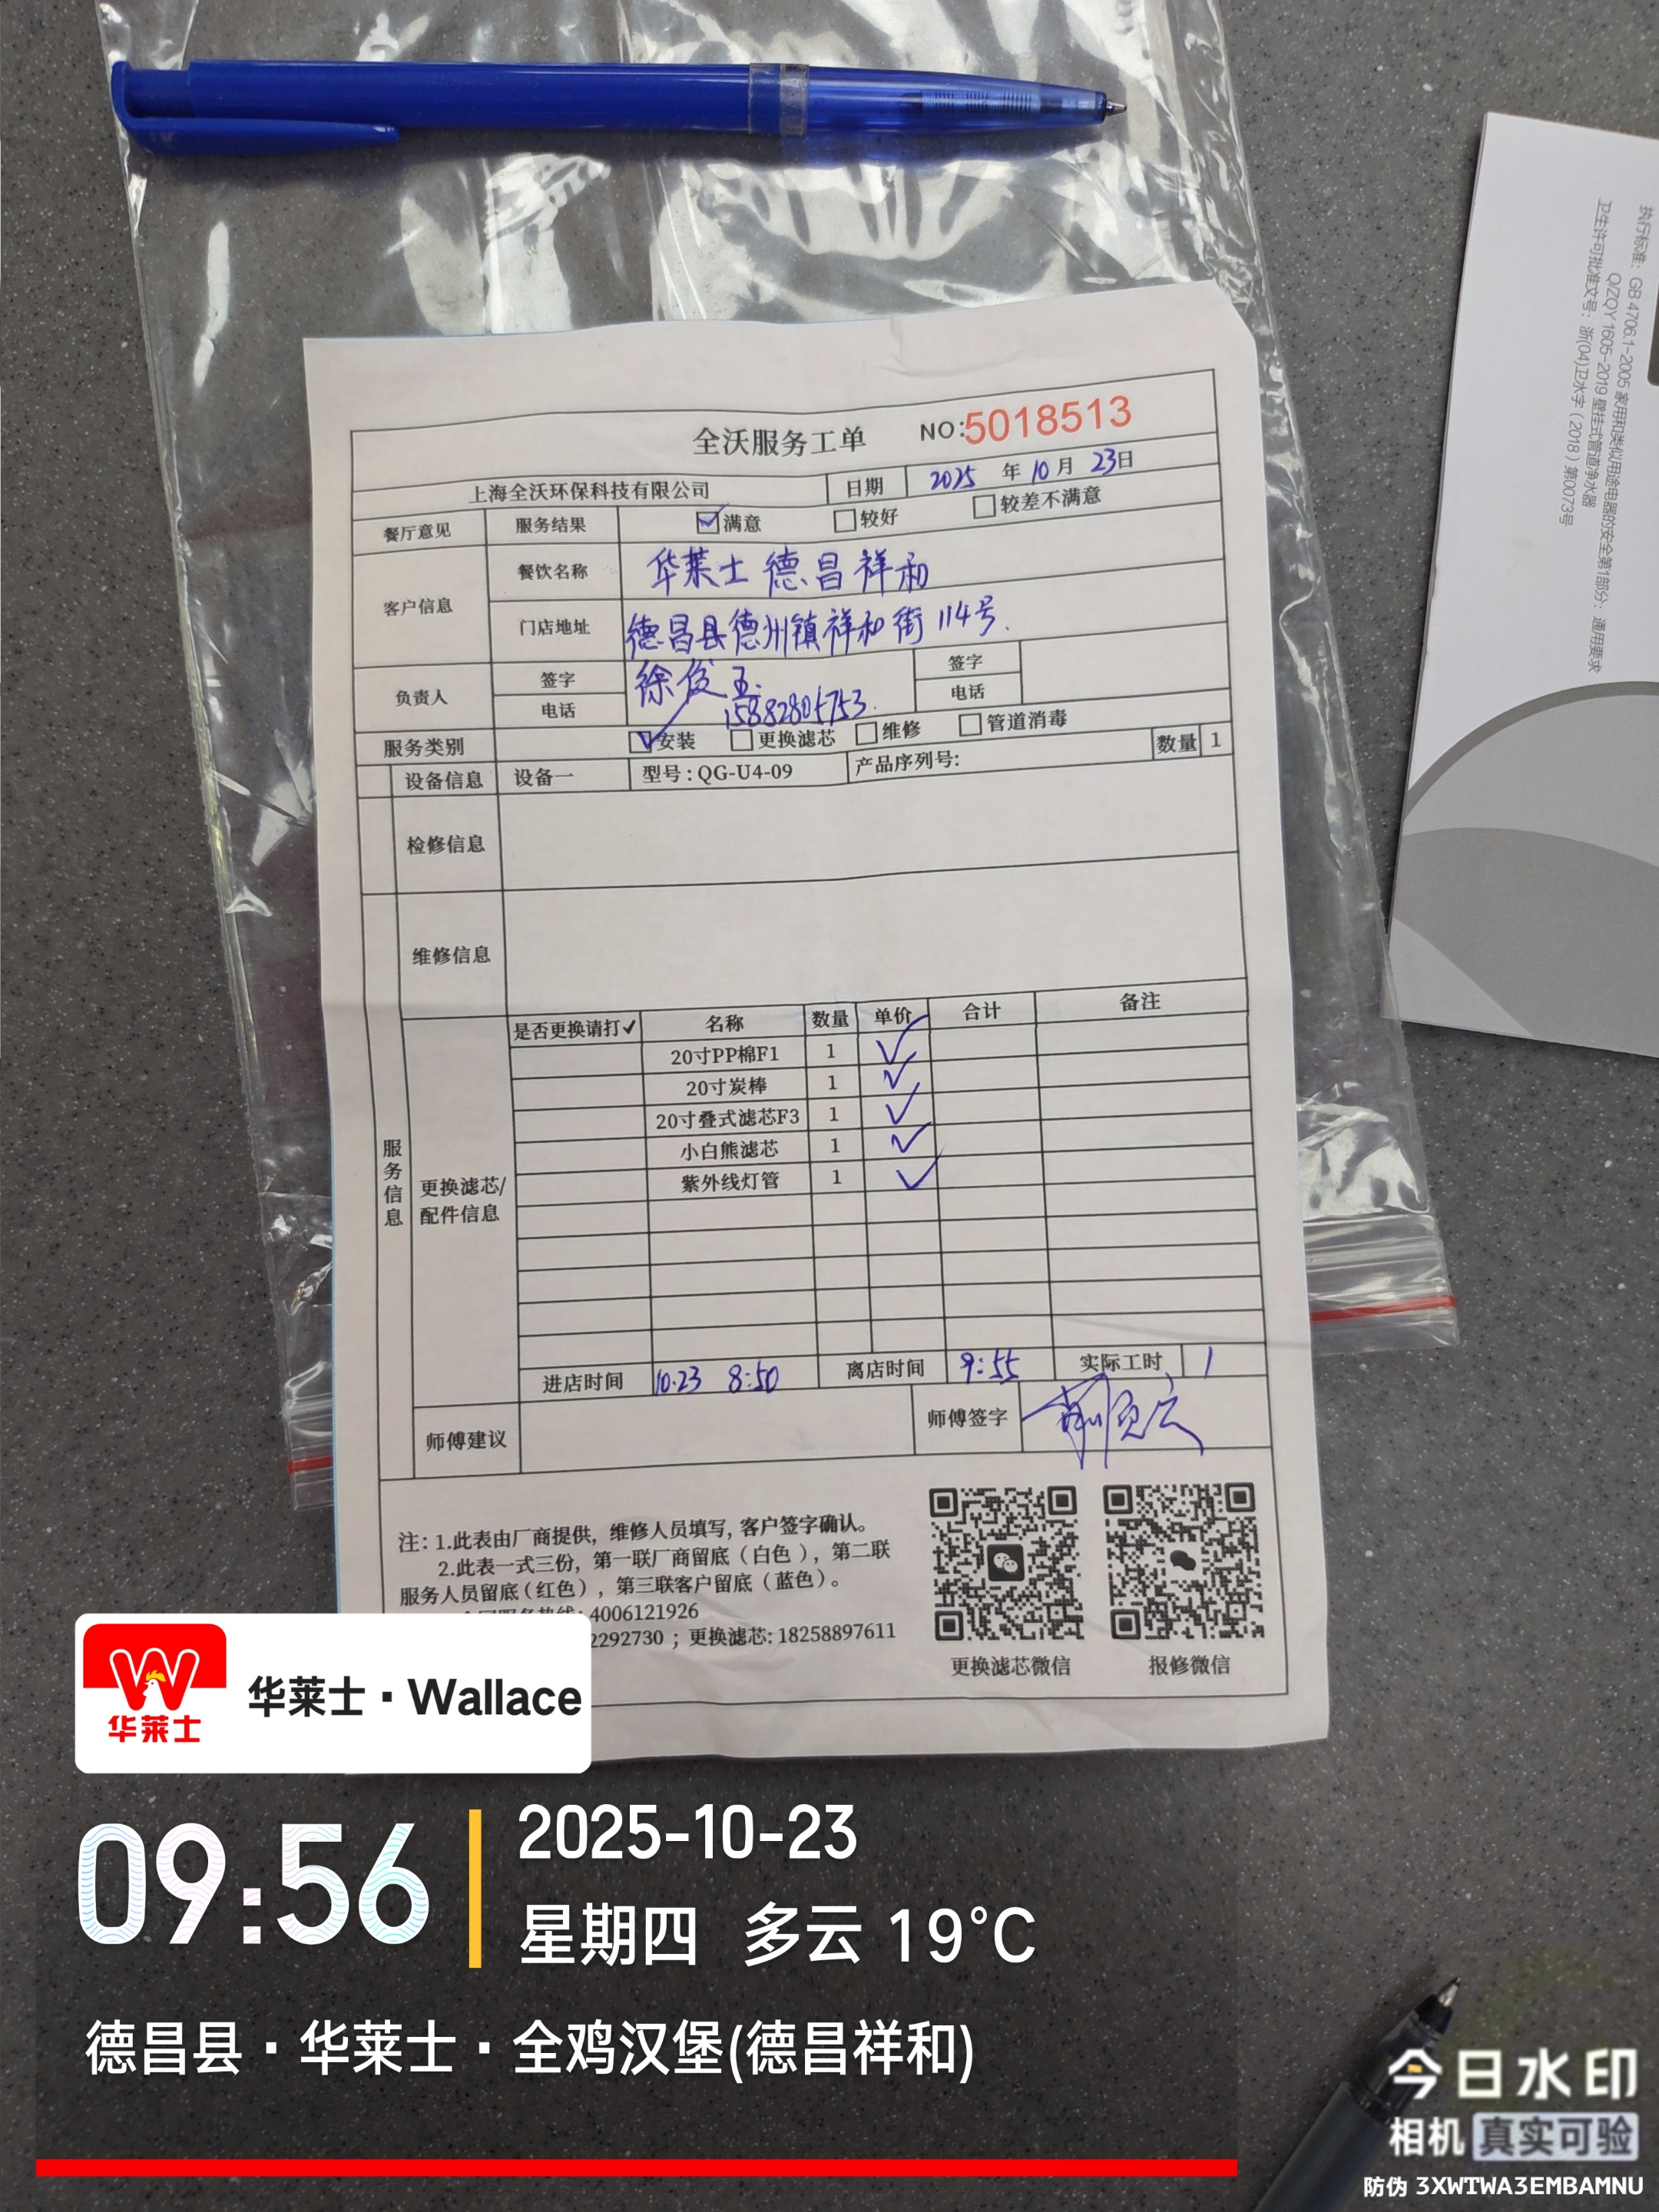 执行标准：GB 4706.1-2005 家用和类似用途电器的安全第1部分：通用要求
Q/ZQY 1605-2019 壁挂式管道净水器
卫生许可批准文号：浙(04)卫水字（2018）第0073号
全沃服务工单 NO:5018513
上海全沃环保科技有限公司 日期 2025 年 10 月 23日
餐厅意见 服务结果 ☑满意 □较好 □较差不满意
客户信息 餐饮名称 华莱士德昌祥和
门店地址 德昌县德州镇祥和街114号.
负责人 签字 徐俊玉 签字
电话 15882805753. 电话
服务类别 ☑安装 □更换滤芯 □维修 □管道消毒
设备信息 设备一 型号：QG-U4-09 产品序列号: 数量 1
检修信息
维修信息
服务信息
更换滤芯/配件信息
是否更换请打✓ 名称 数量 单价 合计 备注
20寸PP棉F1 1 ✓
20寸炭棒 1 ✓
20寸叠式滤芯F3 1 ✓
小白熊滤芯 1 ✓
紫外线灯管 1 ✓
进店时间 10.23 8:50 离店时间 9:55 实际工时 1
师傅建议 师傅签字
注：1.此表由厂商提供，维修人员填写，客户签字确认。
2.此表一式三份，第一联厂商留底（白色），第二联
服务人员留底（红色），第三联客户留底（蓝色）。
4006121926
2292730；更换滤芯: 18258897611
更换滤芯微信 报修微信
华莱士
华莱士·Wallace
09:56
2025-10-23
星期四 多云 19°C
德昌县·华莱士·全鸡汉堡(德昌祥和)
今日水印
相机 真实可验
防伪 3XWTWA3EMBAMNU